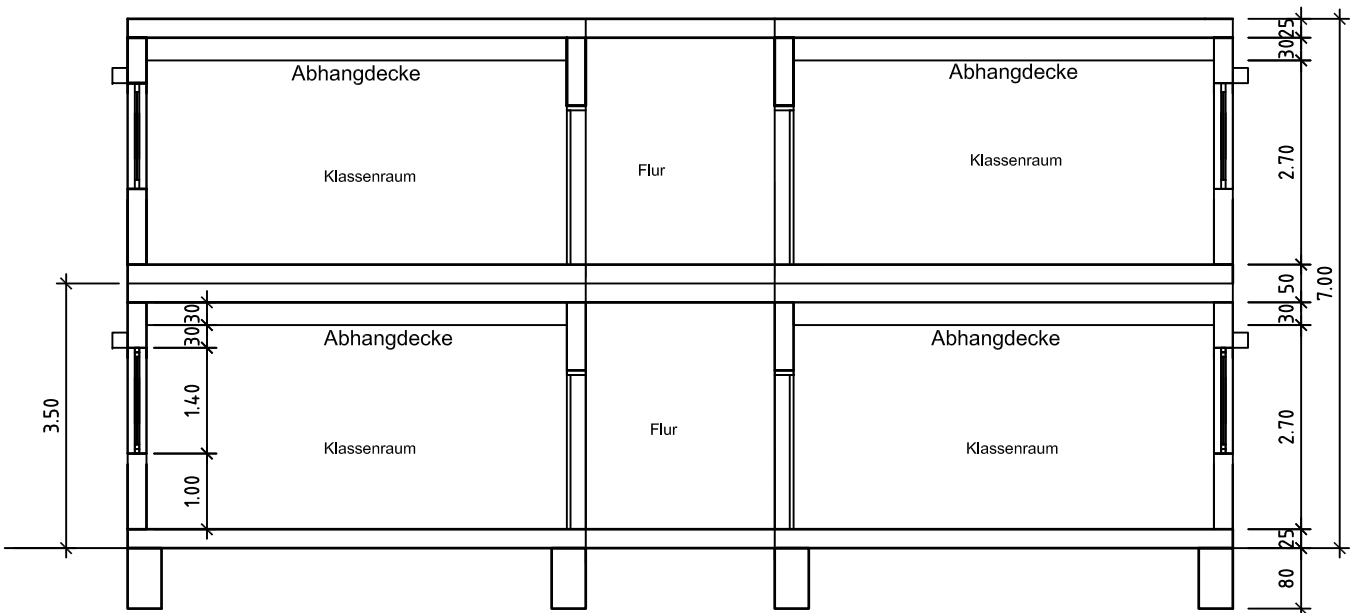 25
30
Abhangdecke
Abhangdecke
2.70
Klassenraum
Flur
Klassenraum
50
7.00
30
30
30
Abhangdecke
Abhangdecke
3.50
1.40
2.70
Klassenraum
Flur
Klassenraum
1.00
25
80